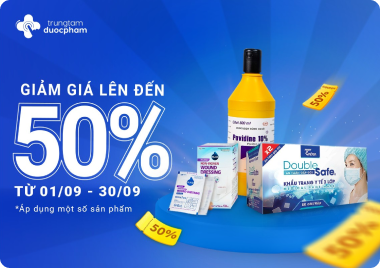 trungtam
duocpham
GIẢM GIÁ LÊN ĐẾN
50%
TỪ 01/09 - 30/09
*Áp dụng một số sản phẩm
Povidine 10%
WOUND
DRESSING
Double
Safe.
KHẨU TRANG Y TẾ 3 LỚP
50%
50%
50%